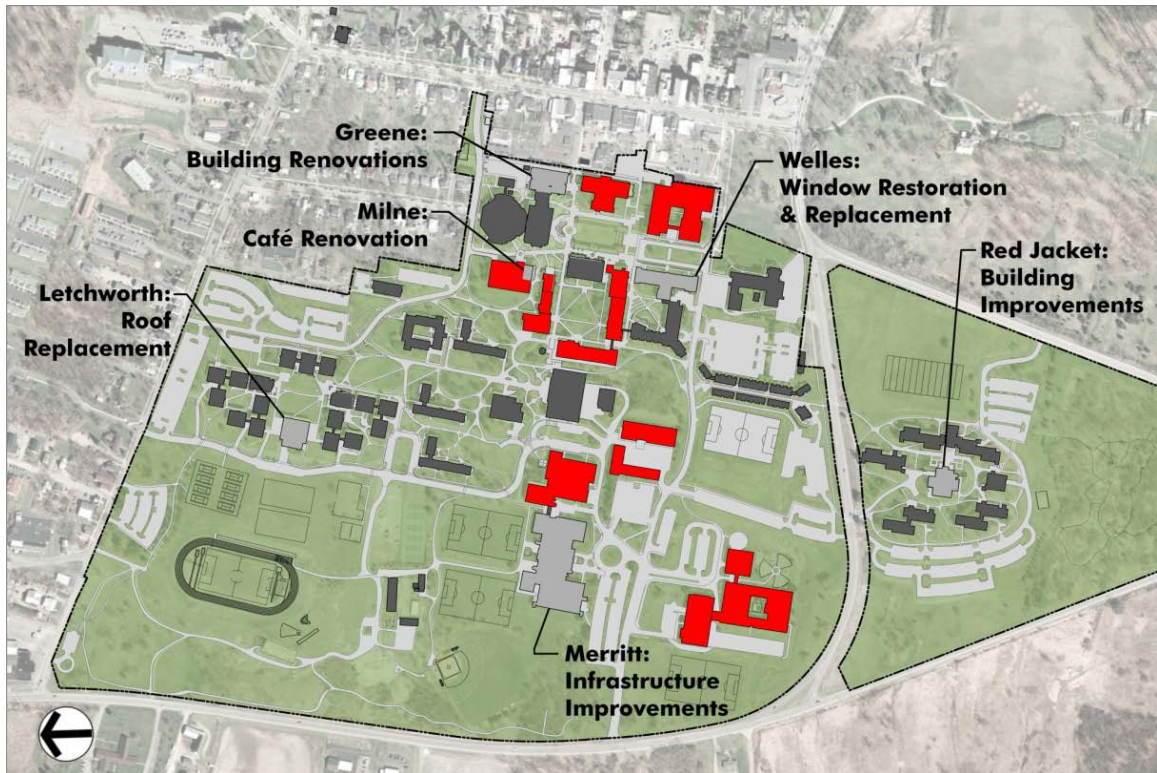 Greene:
Building Renovations
Milne:
Café Renovation
Letchworth:
Roof
Replacement
Welles:
Window Restoration
& Replacement
Red Jacket:
Building
Improvements
Merritt:
Infrastructure
Improvements